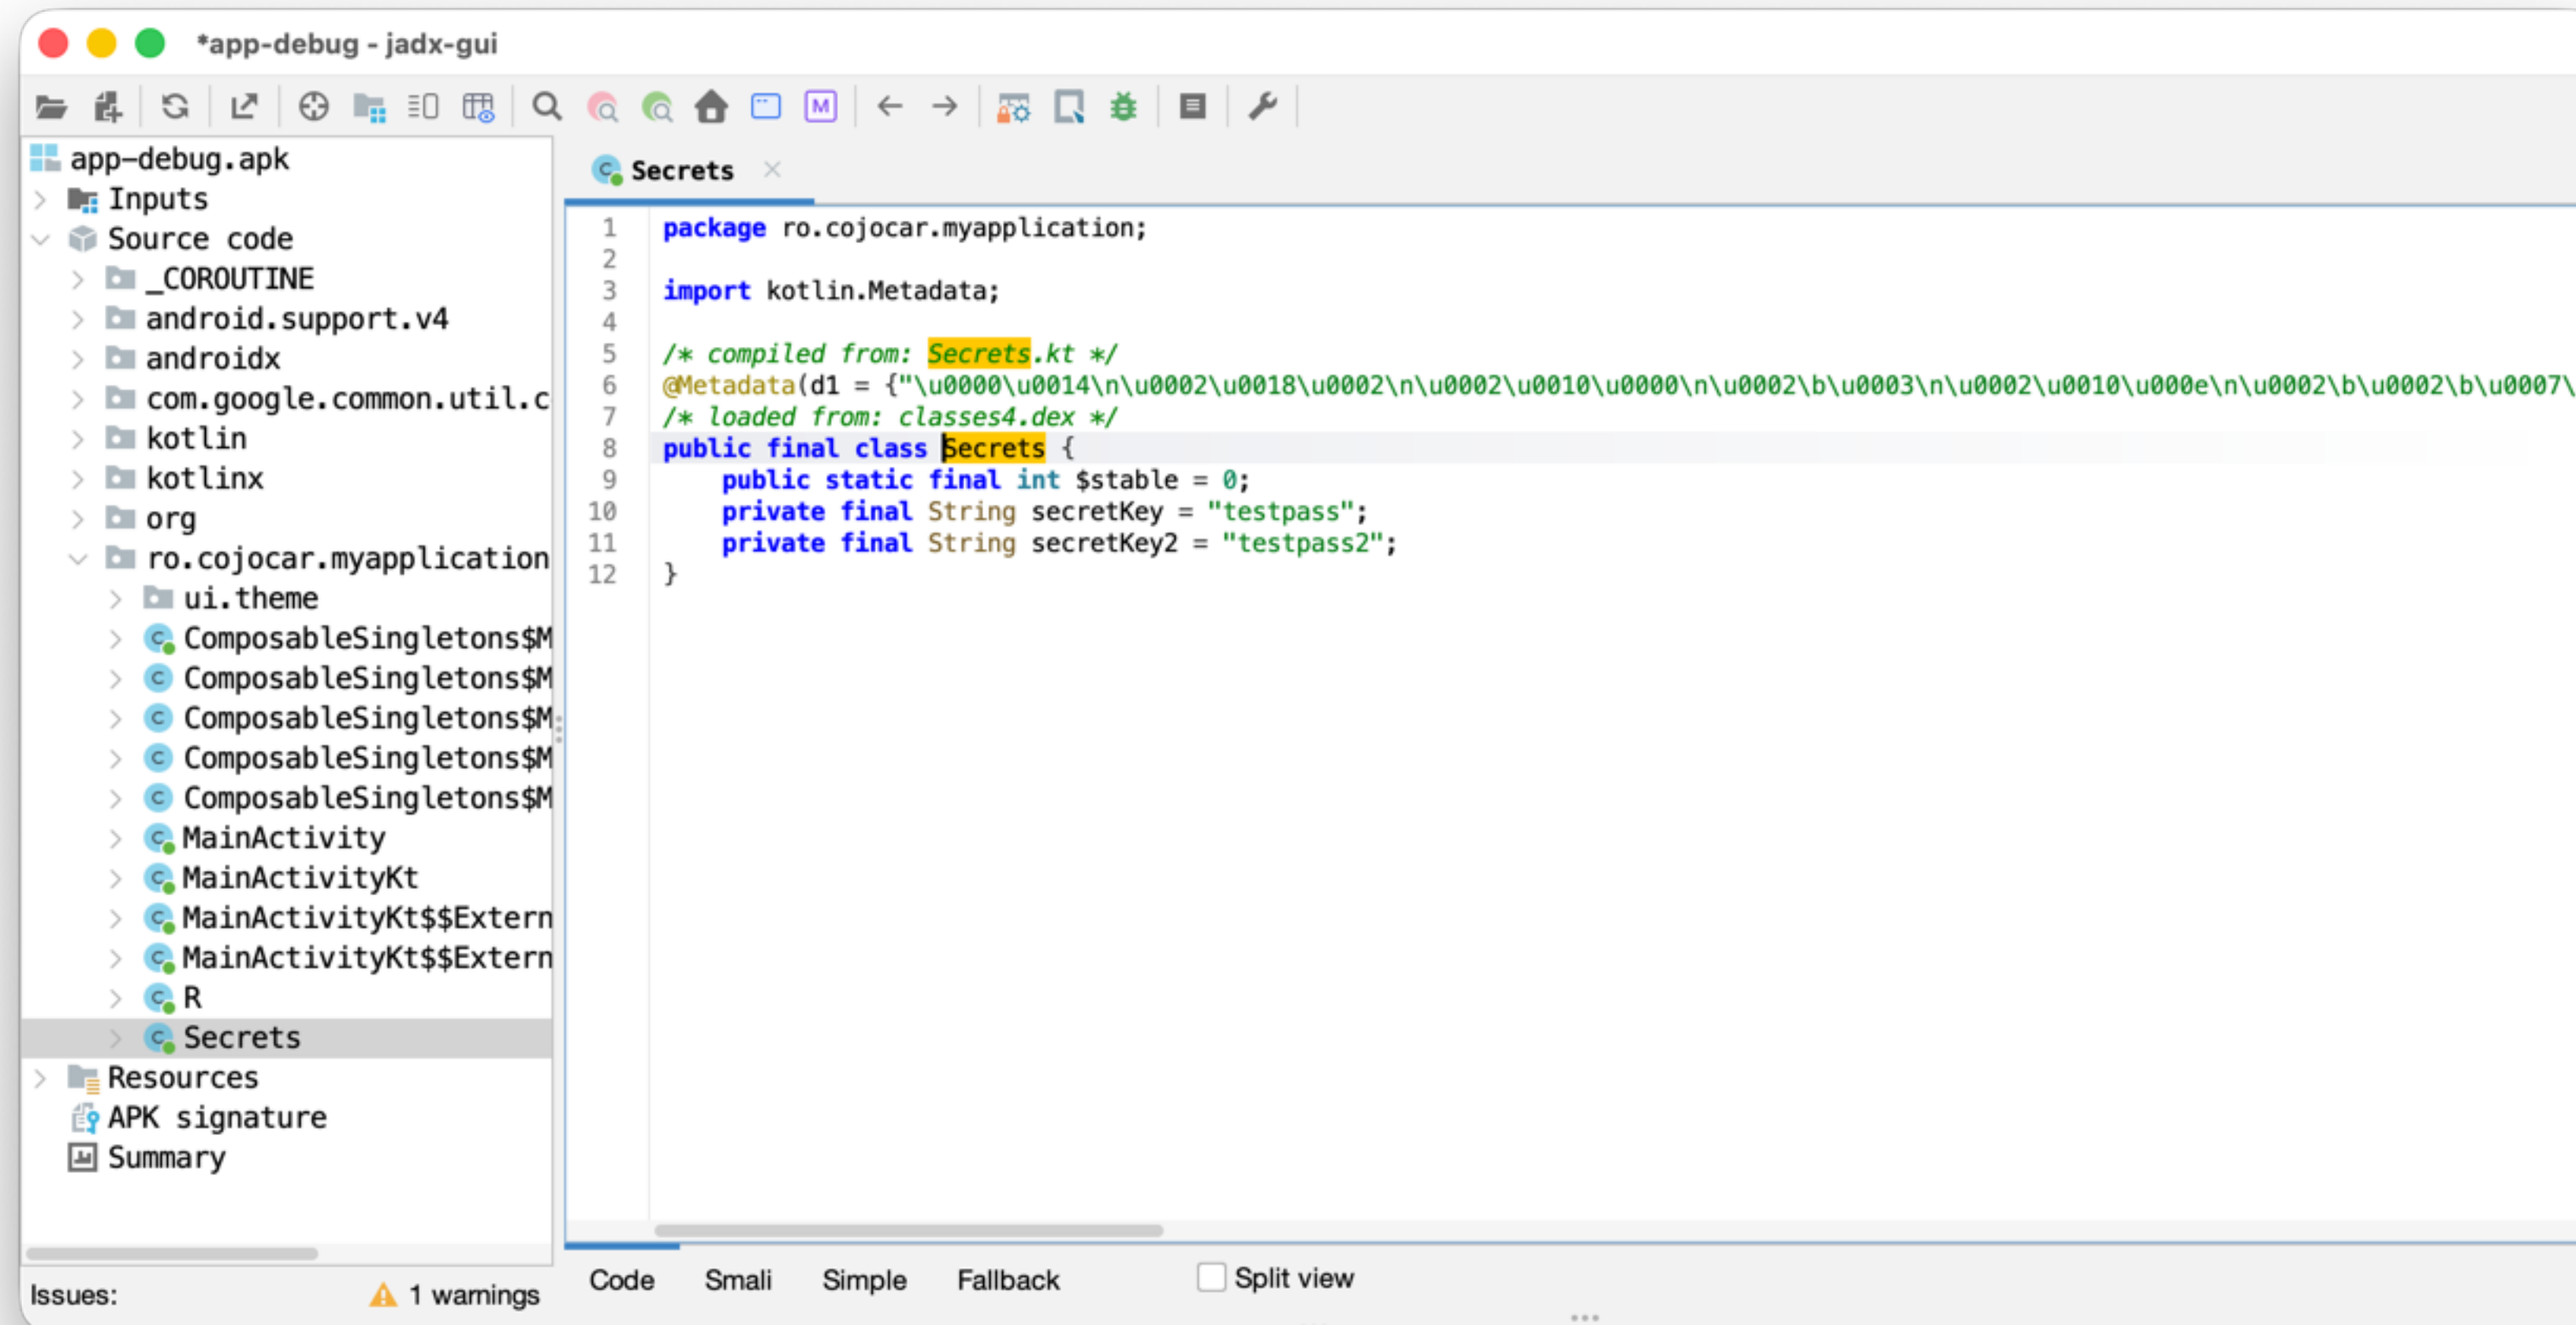 *app-debug - jadx-gui
M
app-debug.apk
Inputs
Source code
_COROUTINE
android.support.v4
androidx
com.google.common.util.c
kotlin
kotlinx
org
ro.cojocar.myapplication
ui.theme
ComposableSingletons$M
ComposableSingletons$M
ComposableSingletons$M
ComposableSingletons$M
ComposableSingletons$M
MainActivity
MainActivityKt
MainActivityKt$$Extern
MainActivityKt$$Extern
R
Secrets
Resources
APK signature
Summary
Issues: 1 warnings
Secrets
1 package ro.cojocar.myapplication;
2
3 import kotlin.Metadata;
4
5 /* compiled from: Secrets.kt */
6 @Metadata(d1 = {"\u0000\u0014\n\u0002\u0018\u0002\n\u0002\u0010\u0000\n\u0002\b\u0003\n\u0002\u0010\u000e\n\u0002\b\u0002\b\u0007\
7 /* loaded from: classes4.dex */
8 public final class Secrets {
9 public static final int $stable = 0;
10 private final String secretKey = "testpass";
11 private final String secretKey2 = "testpass2";
12 }
Code Smali Simple Fallback Split view